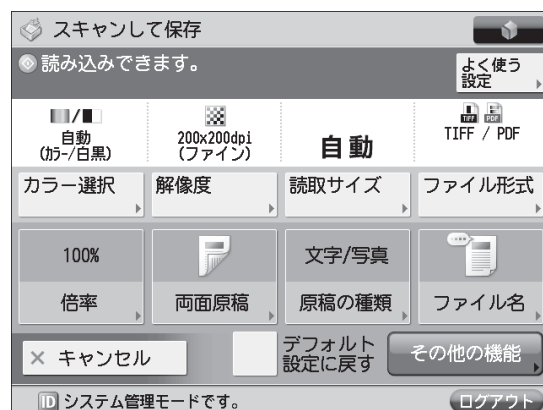 スキャンして保存
読み込みできます。
よく使う
設定
自動
(ｶﾗｰ/白黒)
200x200dpi
(ファイン)
自動
TIFF PDF
TIFF / PDF
カラー選択
解像度
読取サイズ
ファイル形式
100%
文字/写真
倍率
両面原稿
原稿の種類
ファイル名
× キャンセル
デフォルト
設定に戻す
その他の機能
ID システム管理モードです。
ログアウト